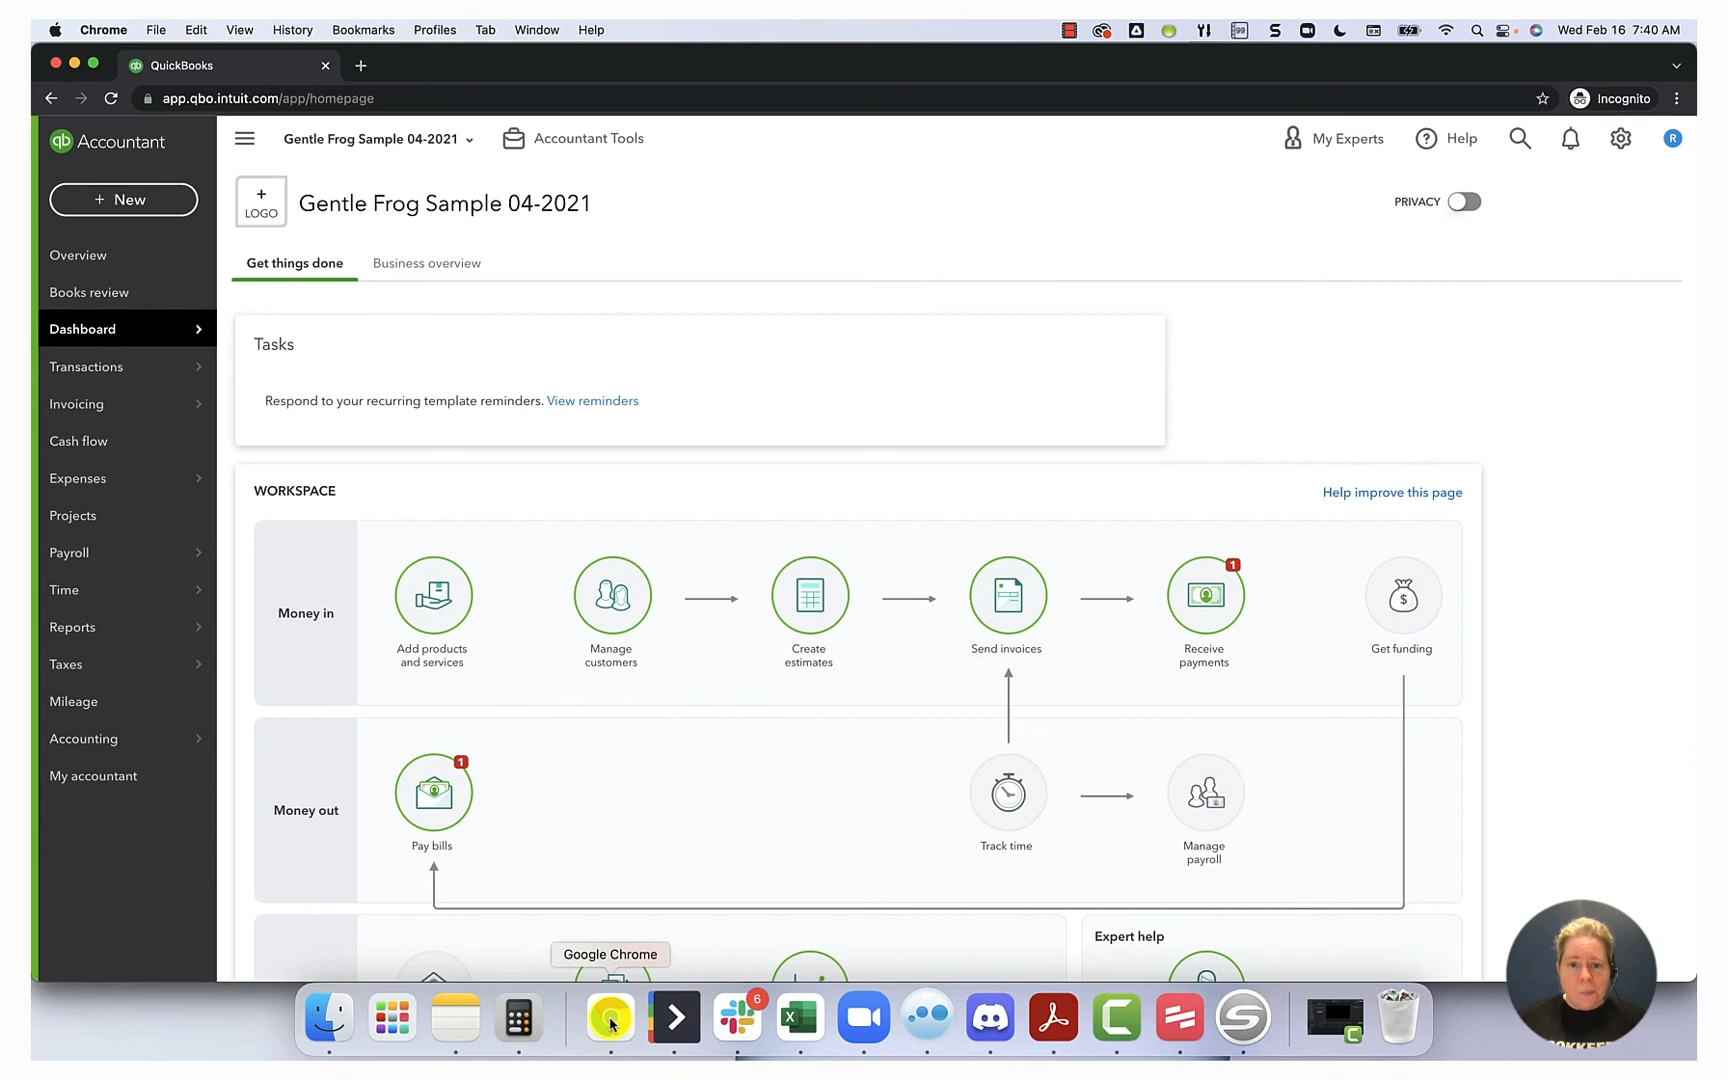 Chrome File Edit View History Bookmarks Profiles Tab Window Help
Wed Feb 16 7:40 AM
QuickBooks
app.qbo.intuit.com/app/homepage
Incognito
qb Accountant
Gentle Frog Sample 04-2021
Accountant Tools
My Experts
Help
R
+ New
+
LOGO
Gentle Frog Sample 04-2021
PRIVACY
Get things done
Business overview
Overview
Books review
Dashboard
Transactions
Invoicing
Cash flow
Expenses
Projects
Payroll
Time
Reports
Taxes
Mileage
Accounting
My accountant
Tasks
Respond to your recurring template reminders. View reminders
WORKSPACE
Help improve this page
Money in
Add products
and services
Manage
customers
Create
estimates
Send invoices
1
Receive
payments
Get funding
Money out
1
Pay bills
Track time
Manage
payroll
Expert help
Google Chrome
6